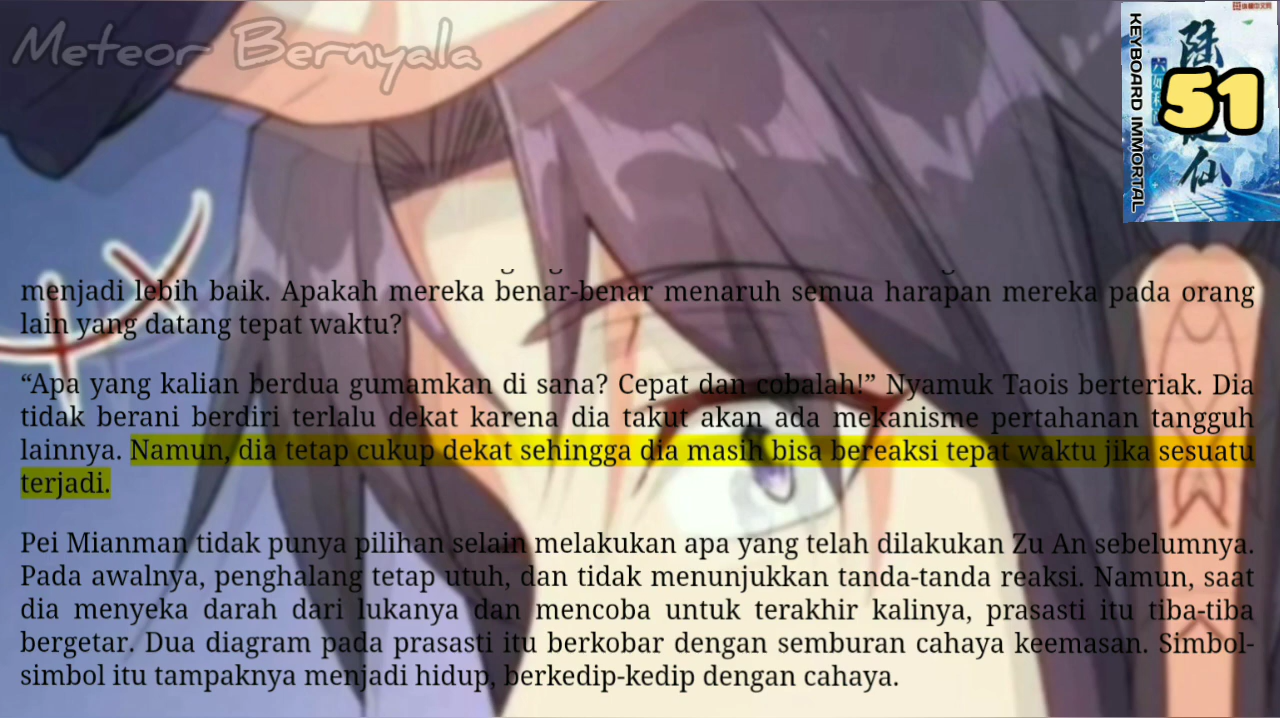 Meteor Bernyala
KEYBOARD IMMORTAL
51
menjadi lebih baik. Apakah mereka benar-benar menaruh semua harapan mereka pada orang
lain yang datang tepat waktu?
“Apa yang kalian berdua gumamkan di sana? Cepat dan cobalah!” Nyamuk Taois berteriak. Dia
tidak berani berdiri terlalu dekat karena dia takut akan ada mekanisme pertahanan tangguh
lainnya. Namun, dia tetap cukup dekat sehingga dia masih bisa bereaksi tepat waktu jika sesuatu
terjadi.
Pei Mianman tidak punya pilihan selain melakukan apa yang telah dilakukan Zu An sebelumnya.
Pada awalnya, penghalang tetap utuh, dan tidak menunjukkan tanda-tanda reaksi. Namun, saat
dia menyeka darah dari lukanya dan mencoba untuk terakhir kalinya, prasasti itu tiba-tiba
bergetar. Dua diagram pada prasasti itu berkobar dengan semburan cahaya keemasan. Simbol-
simbol itu tampaknya menjadi hidup, berkedip-kedip dengan cahaya.